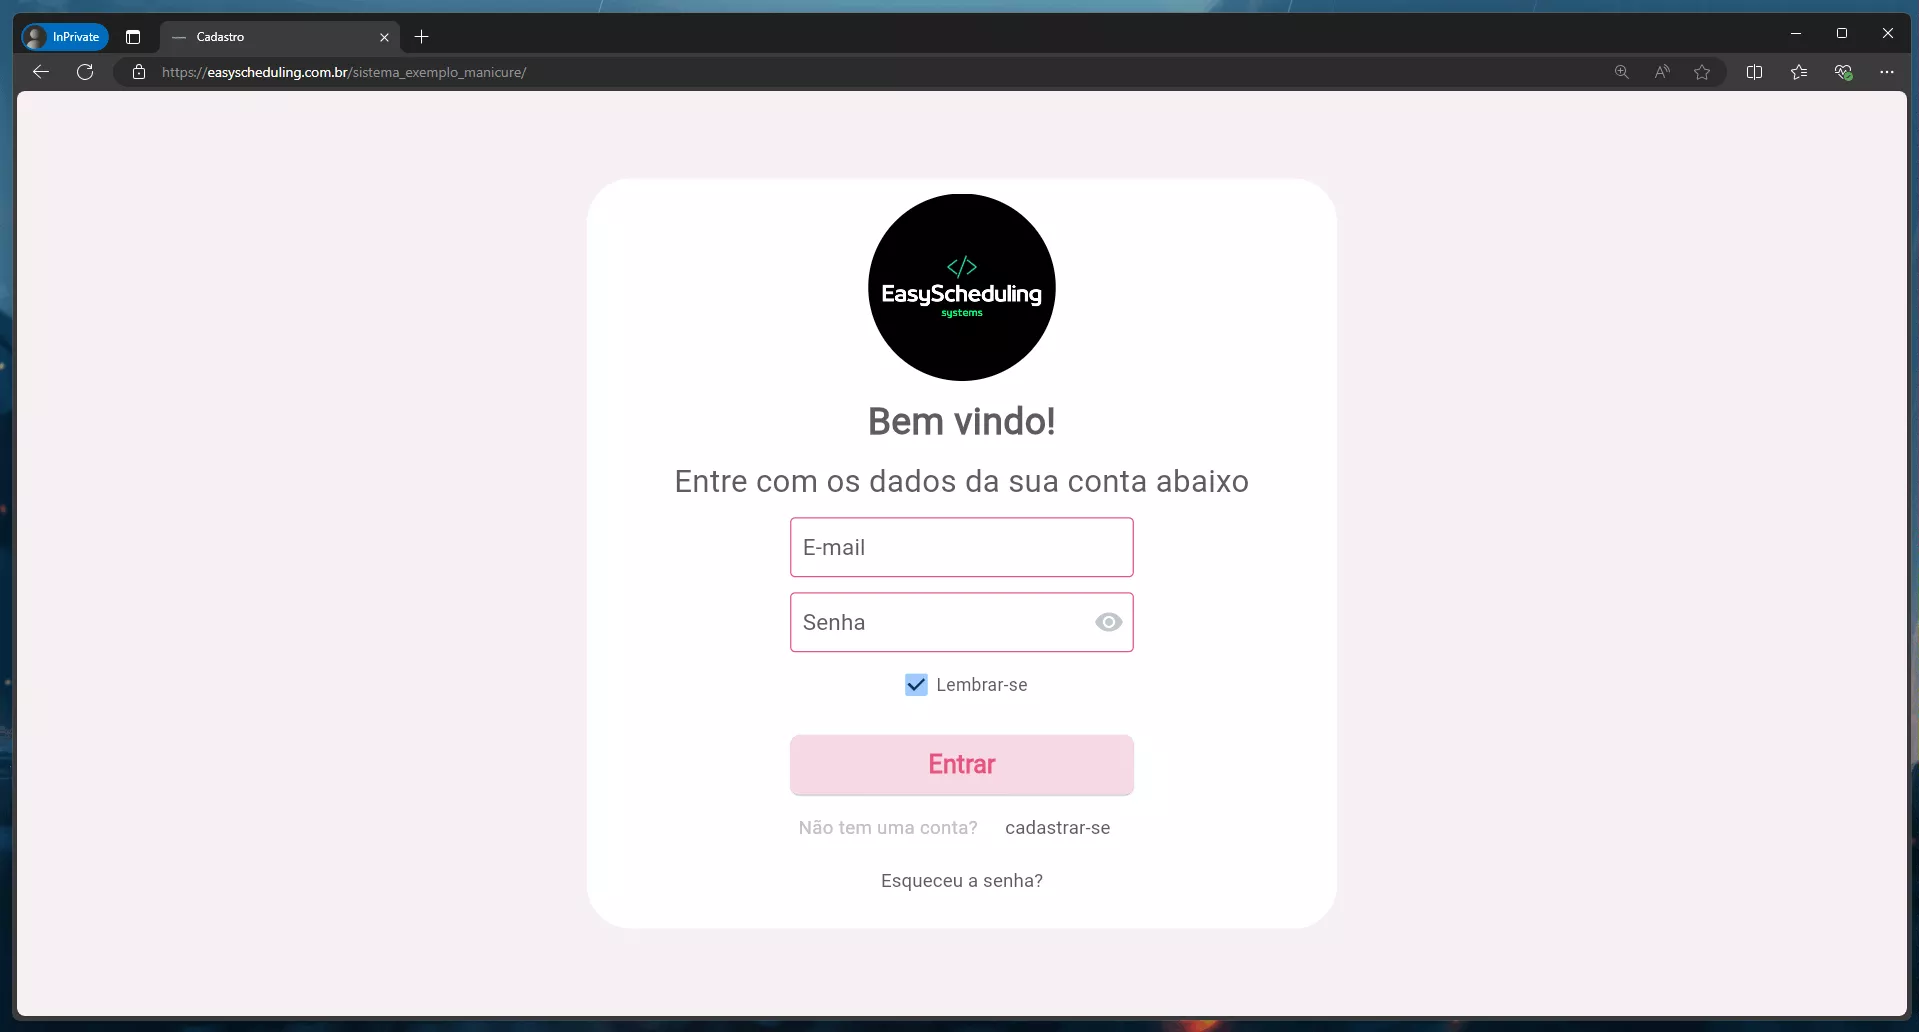 InPrivate
Cadastro
https://easyscheduling.com.br/sistema_exemplo_manicure/
</>
EasyScheduling
systems
Bem vindo!
Entre com os dados da sua conta abaixo
E-mail
Senha
Lembrar-se
Entrar
Não tem uma conta? cadastrar-se
Esqueceu a senha?